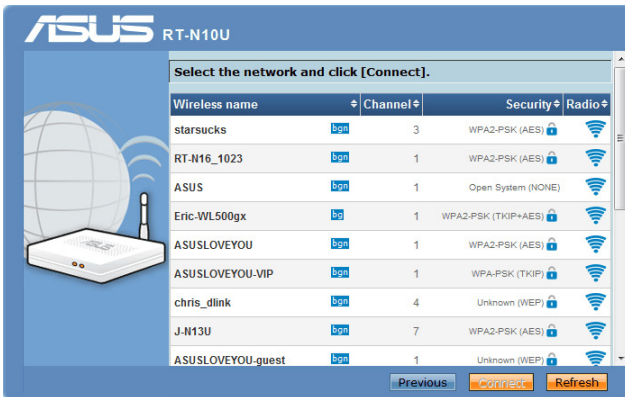 ASUS RT-N10U
Select the network and click [Connect].
Wireless name Channel Security Radio
starsucks bgn 3 WPA2-PSK (AES)
RT-N16_1023 bgn 1 WPA2-PSK (AES)
ASUS bgn 1 Open System (NONE)
Eric-WL500gx bg 1 WPA2-PSK (TKIP+AES)
ASUSLOVEYOU bgn 1 WPA2-PSK (AES)
ASUSLOVEYOU-VIP bgn 1 WPA-PSK (TKIP)
chris_dlink bgn 4 Unknown (WEP)
J-N13U bgn 7 WPA2-PSK (AES)
ASUSLOVEYOU-guest bgn 1 Unknown (WEP)
ASUS
Previous Connect Refresh